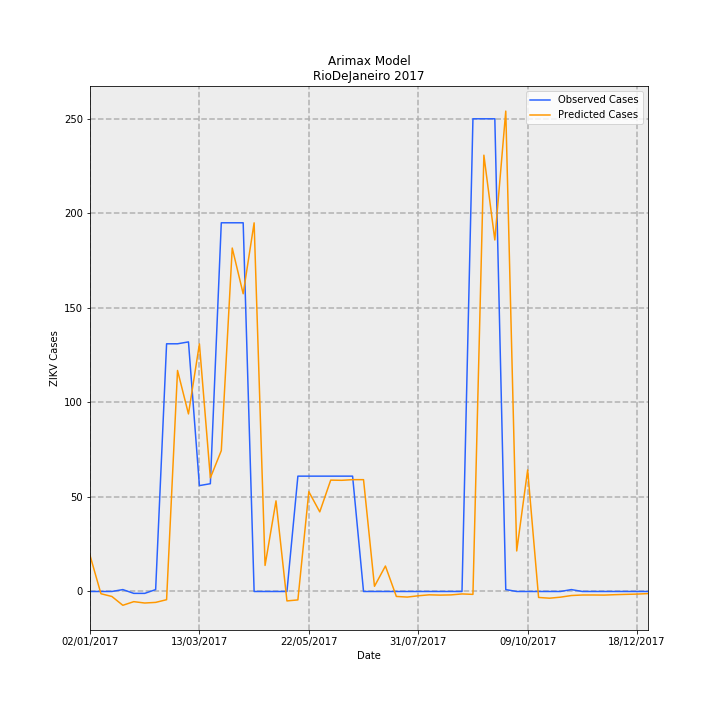 Arimax Model
RioDeJaneiro 2017
Observed Cases
Predicted Cases
250
200
150
100
50
0
ZIKV Cases
02/01/2017 13/03/2017 22/05/2017 31/07/2017 09/10/2017 18/12/2017
Date